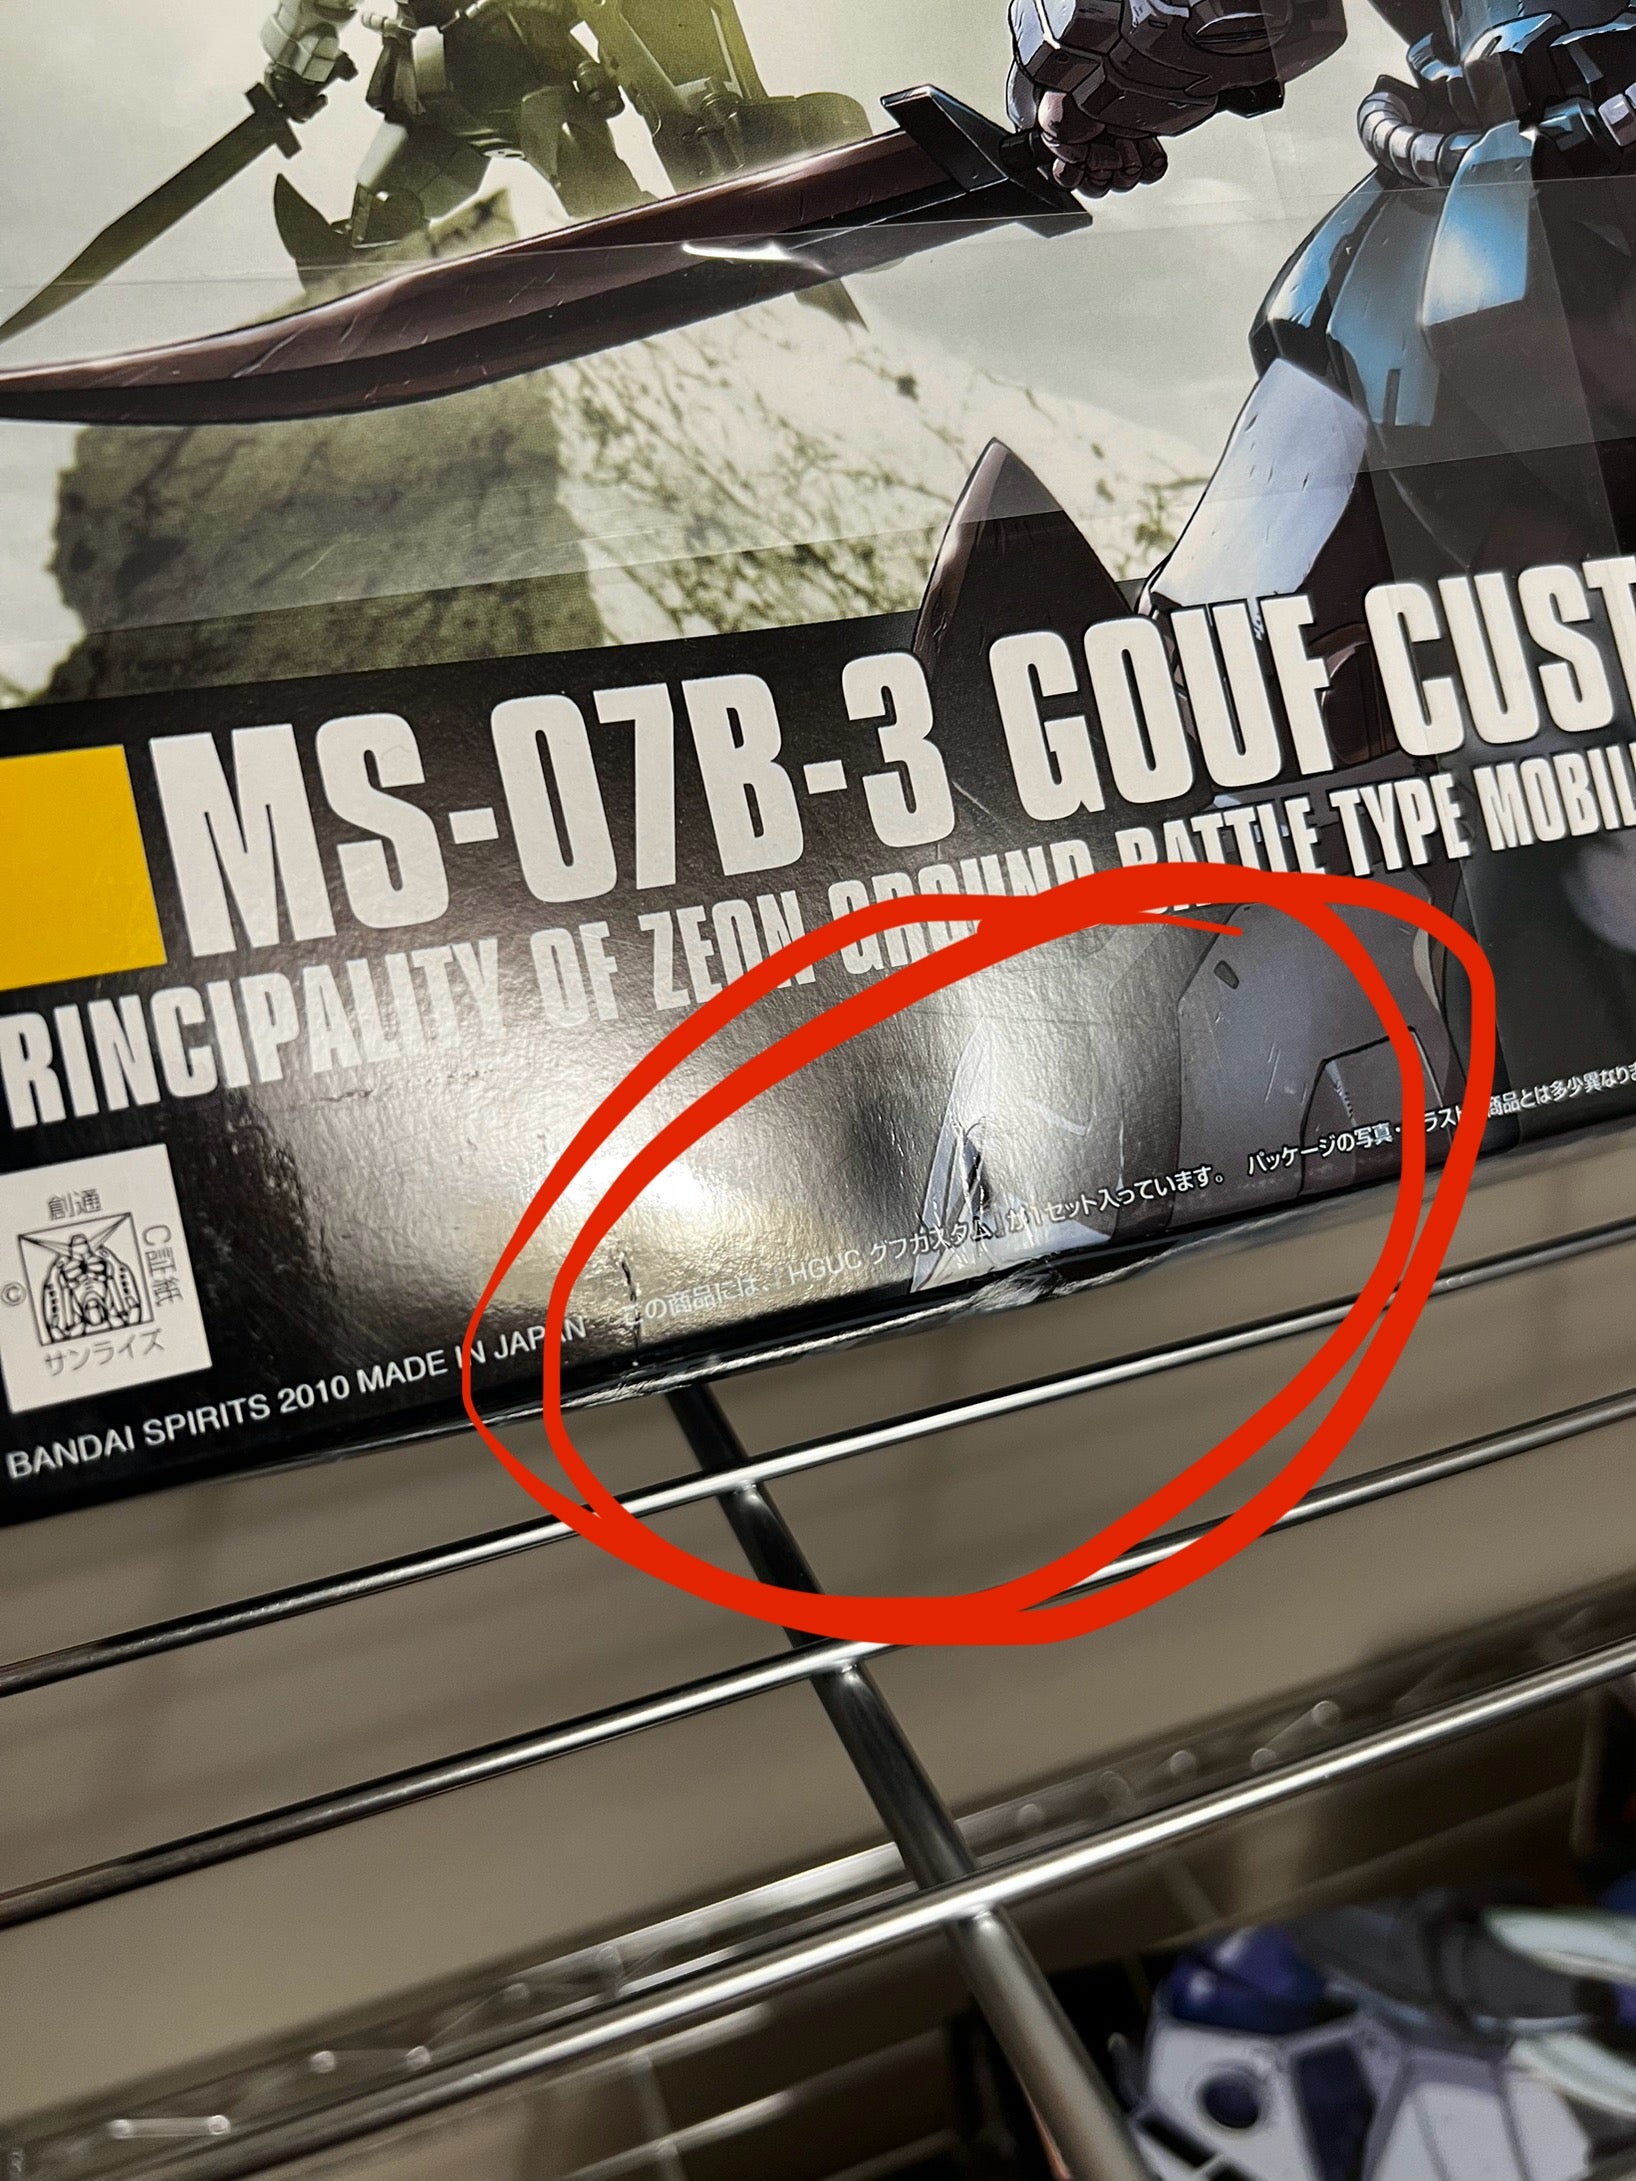 MS-07B-3 GOUF CUST
RINCIPALITY OF ZEON GROUND BATTLE TYPE MOBIL
創通
サンライズ
©
証紙
この商品には、「HGUC グフカスタム」が1セット入っています。 パッケージの写真・イラスト 商品とは多少異なりま
BANDAI SPIRITS 2010 MADE IN JAPAN